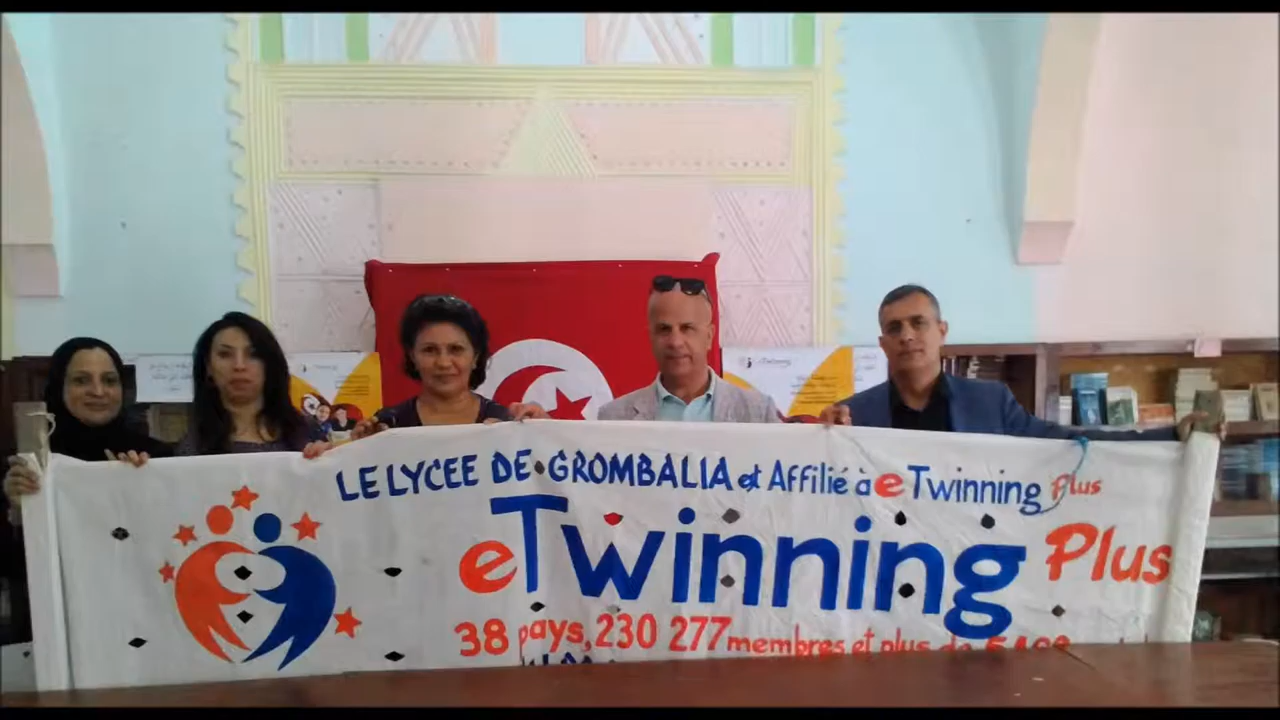 LE LYCEE DE GROMBALIA et Affilié à eTwinning Plus
eTwinning Plus
38 pays, 230 277 membres et plus de